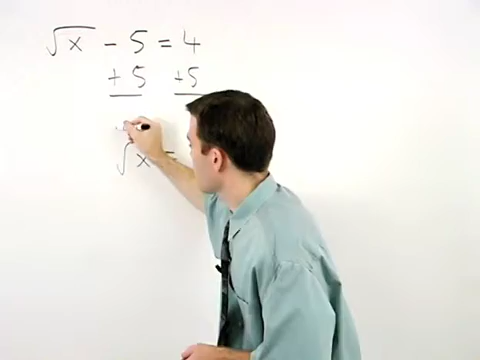 √x - 5 = 4
+ 5 +5
√x =